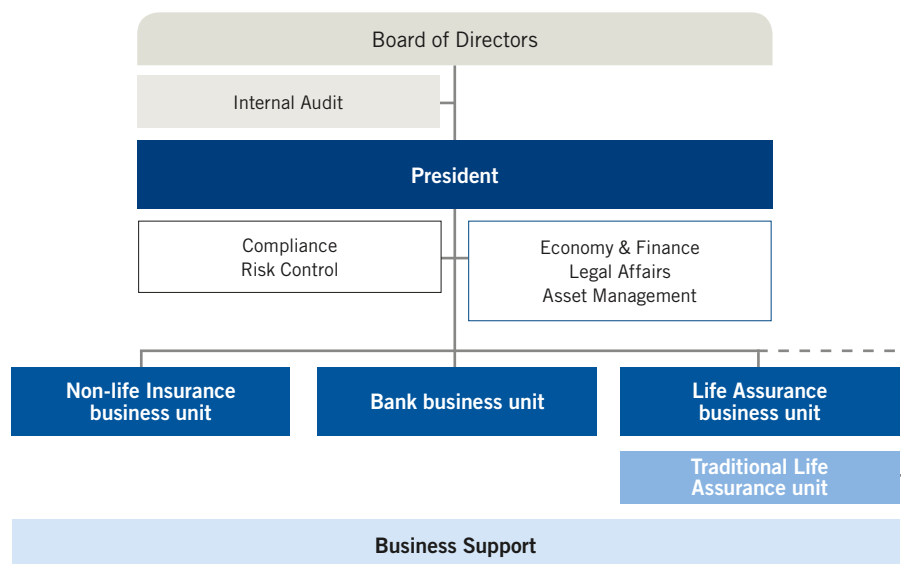 Board of Directors
Internal Audit
President
Compliance
Risk Control
Economy & Finance
Legal Affairs
Asset Management
Non-life Insurance
business unit
Bank business unit
Life Assurance
business unit
Traditional Life
Assurance unit
Business Support